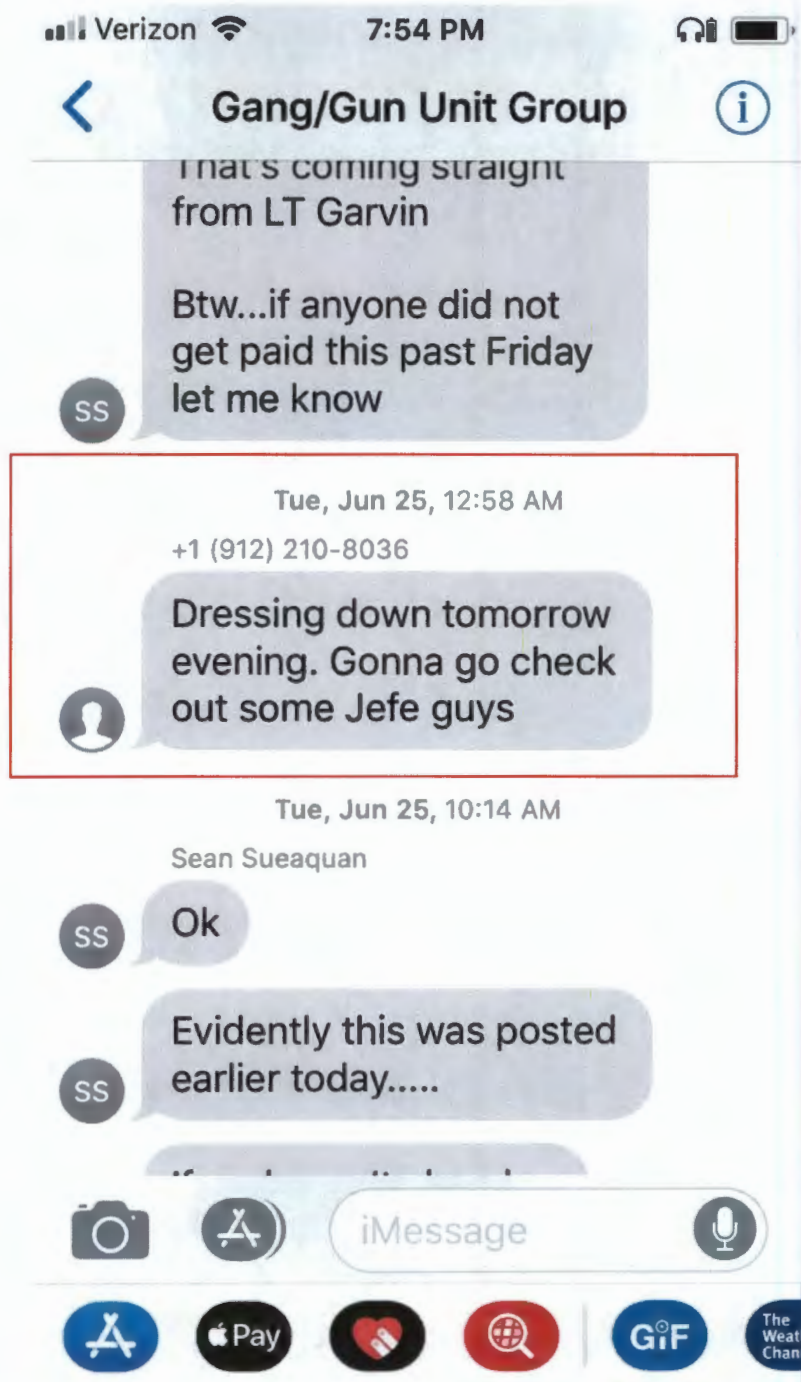 Verizon 7:54 PM
Gang/Gun Unit Group
That's coming straight
from LT Garvin
Btw...if anyone did not
get paid this past Friday
let me know
SS
Tue, Jun 25, 12:58 AM
+1 (912) 210-8036
Dressing down tomorrow
evening. Gonna go check
out some Jefe guys
Tue, Jun 25, 10:14 AM
Sean Sueaquan
SS
Ok
Evidently this was posted
earlier today.....
SS
iMessage
Pay
GIF
The